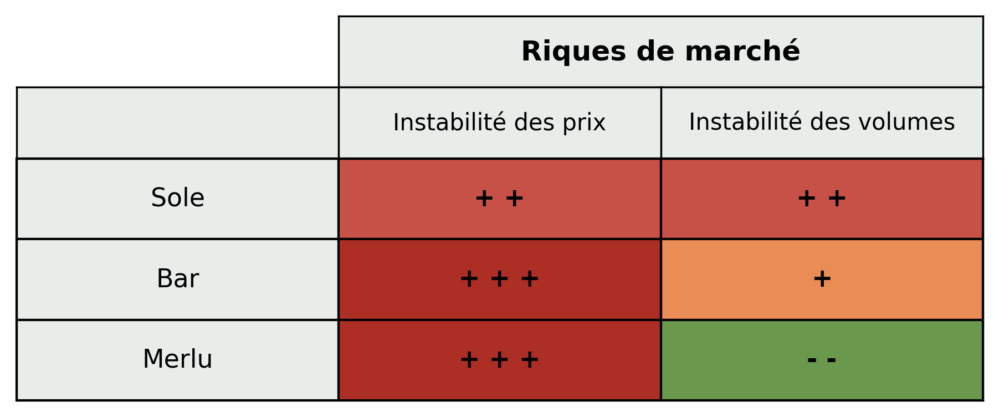 Riques de marché
Instabilité des prix Instabilité des volumes
Sole + + + +
Bar + + + +
Merlu + + + - -